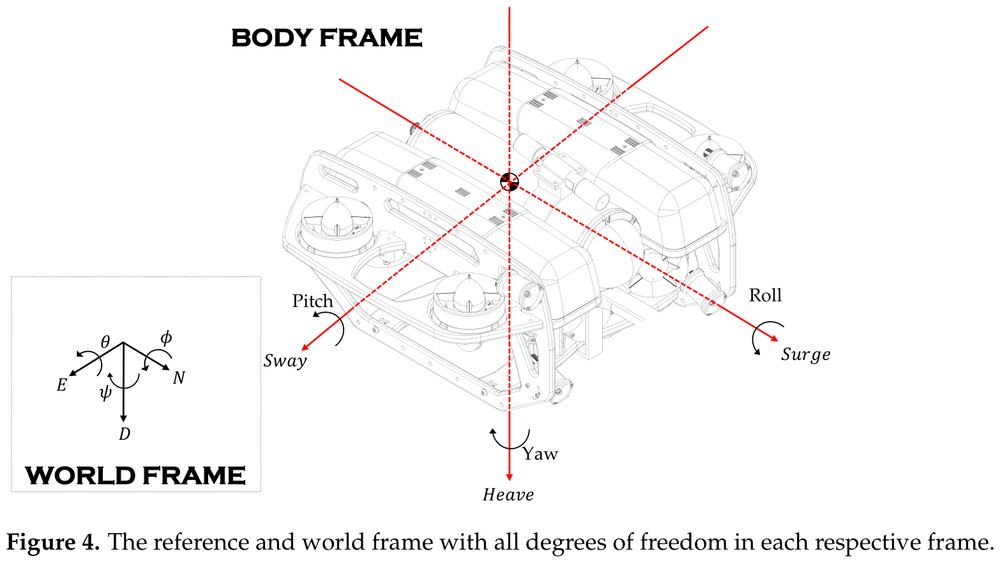 BODY FRAME
Pitch
Roll
Sway
Surge
θ
ϕ
E
N
ψ
D
Yaw
WORLD FRAME
Heave
Figure 4. The reference and world frame with all degrees of freedom in each respective frame.